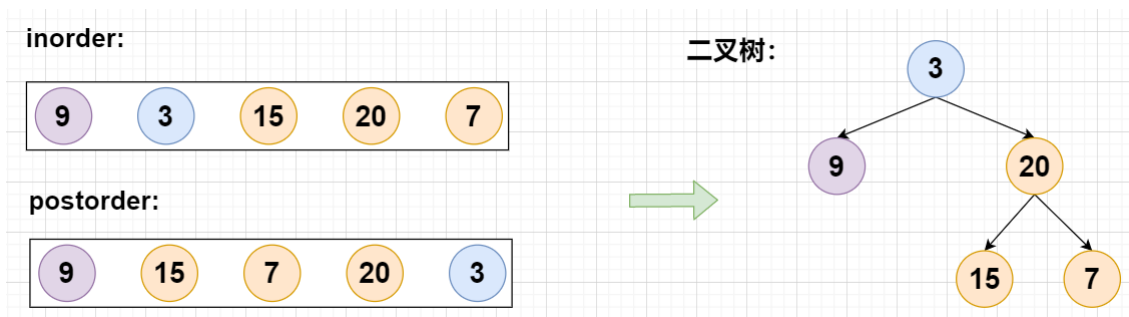 inorder:
9 3 15 20 7
postorder:
9 15 7 20 3
二叉树：
3
9 20
15 7